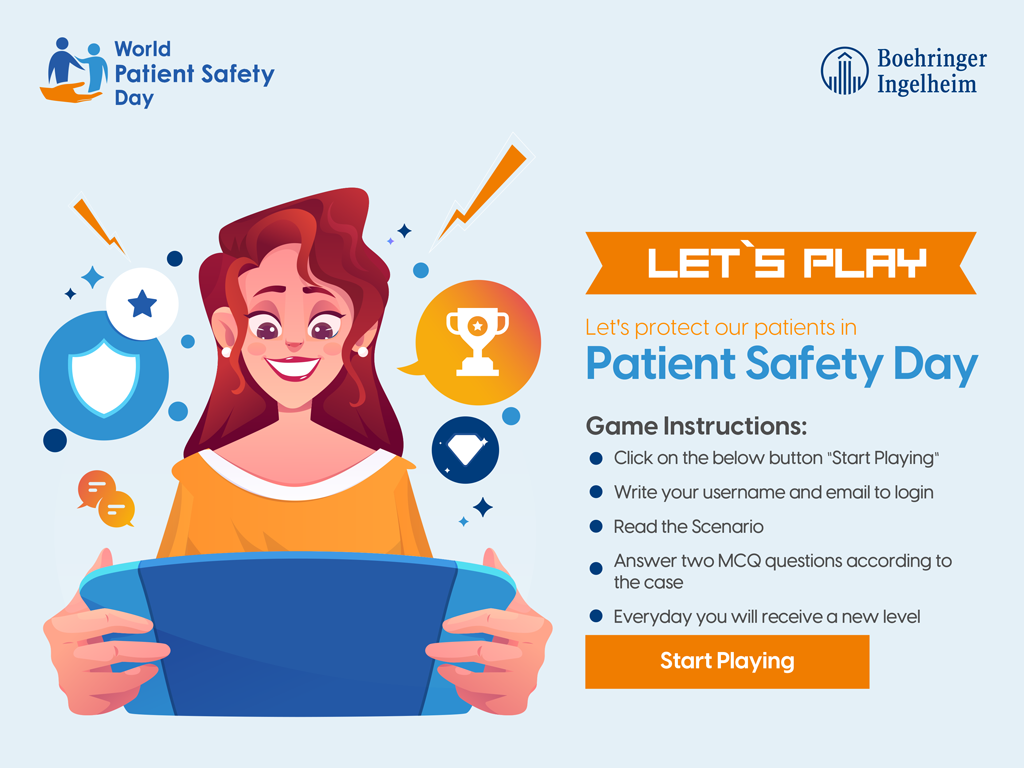 World
Patient Safety
Day
Boehringer
Ingelheim
LET`S PLAY
Let's protect our patients in
Patient Safety Day
Game Instructions:
Click on the below button "Start Playing"
Write your username and email to login
Read the Scenario
Answer two MCQ questions according to
the case
Everyday you will receive a new level
Start Playing